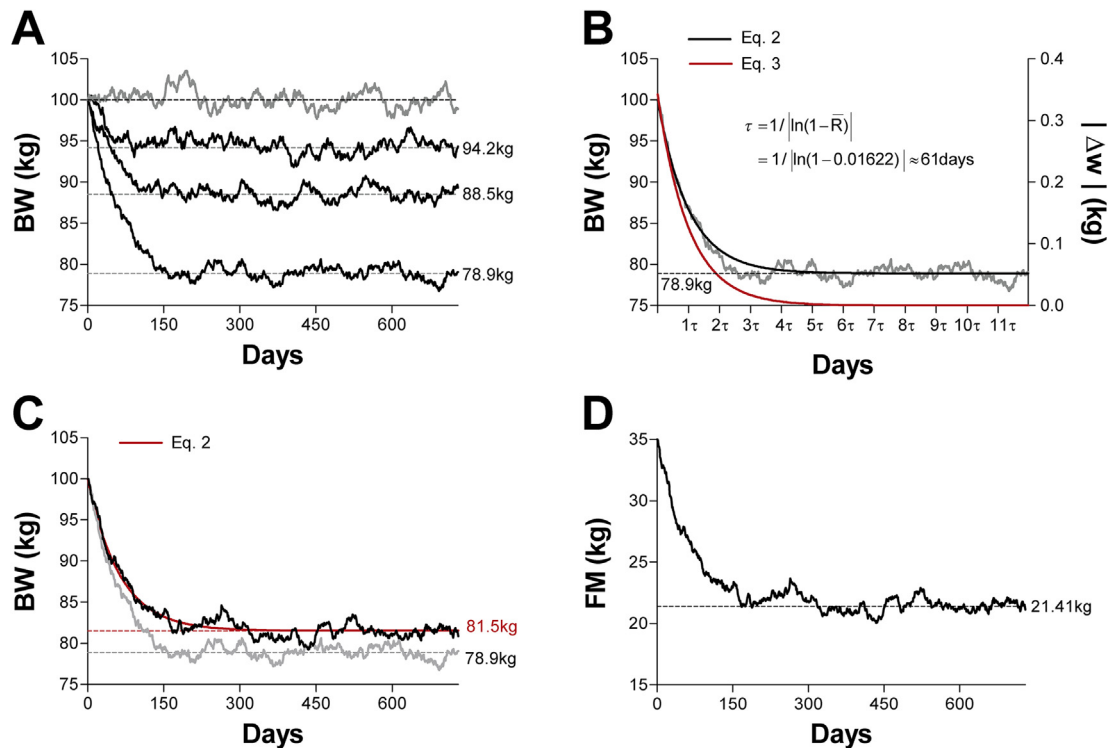 A
BW (kg)
105
100
95
90
85
80
75
94.2kg
88.5kg
78.9kg
0
150
300
450
600
Days
B
Eq. 2
Eq. 3
BW (kg)
105
100
95
90
85
80
75
τ = 1/|ln(1−R̄)|
= 1/|ln(1−0.01622)| ≈ 61days
78.9kg
0.4
0.3
0.2
0.1
0.0
|Δw| (kg)
1τ 2τ 3τ 4τ 5τ 6τ 7τ 8τ 9τ 10τ 11τ
Days
C
Eq. 2
BW (kg)
105
100
95
90
85
80
75
81.5kg
78.9kg
0
150
300
450
600
Days
D
FM (kg)
35
30
25
20
15
21.41kg
0
150
300
450
600
Days